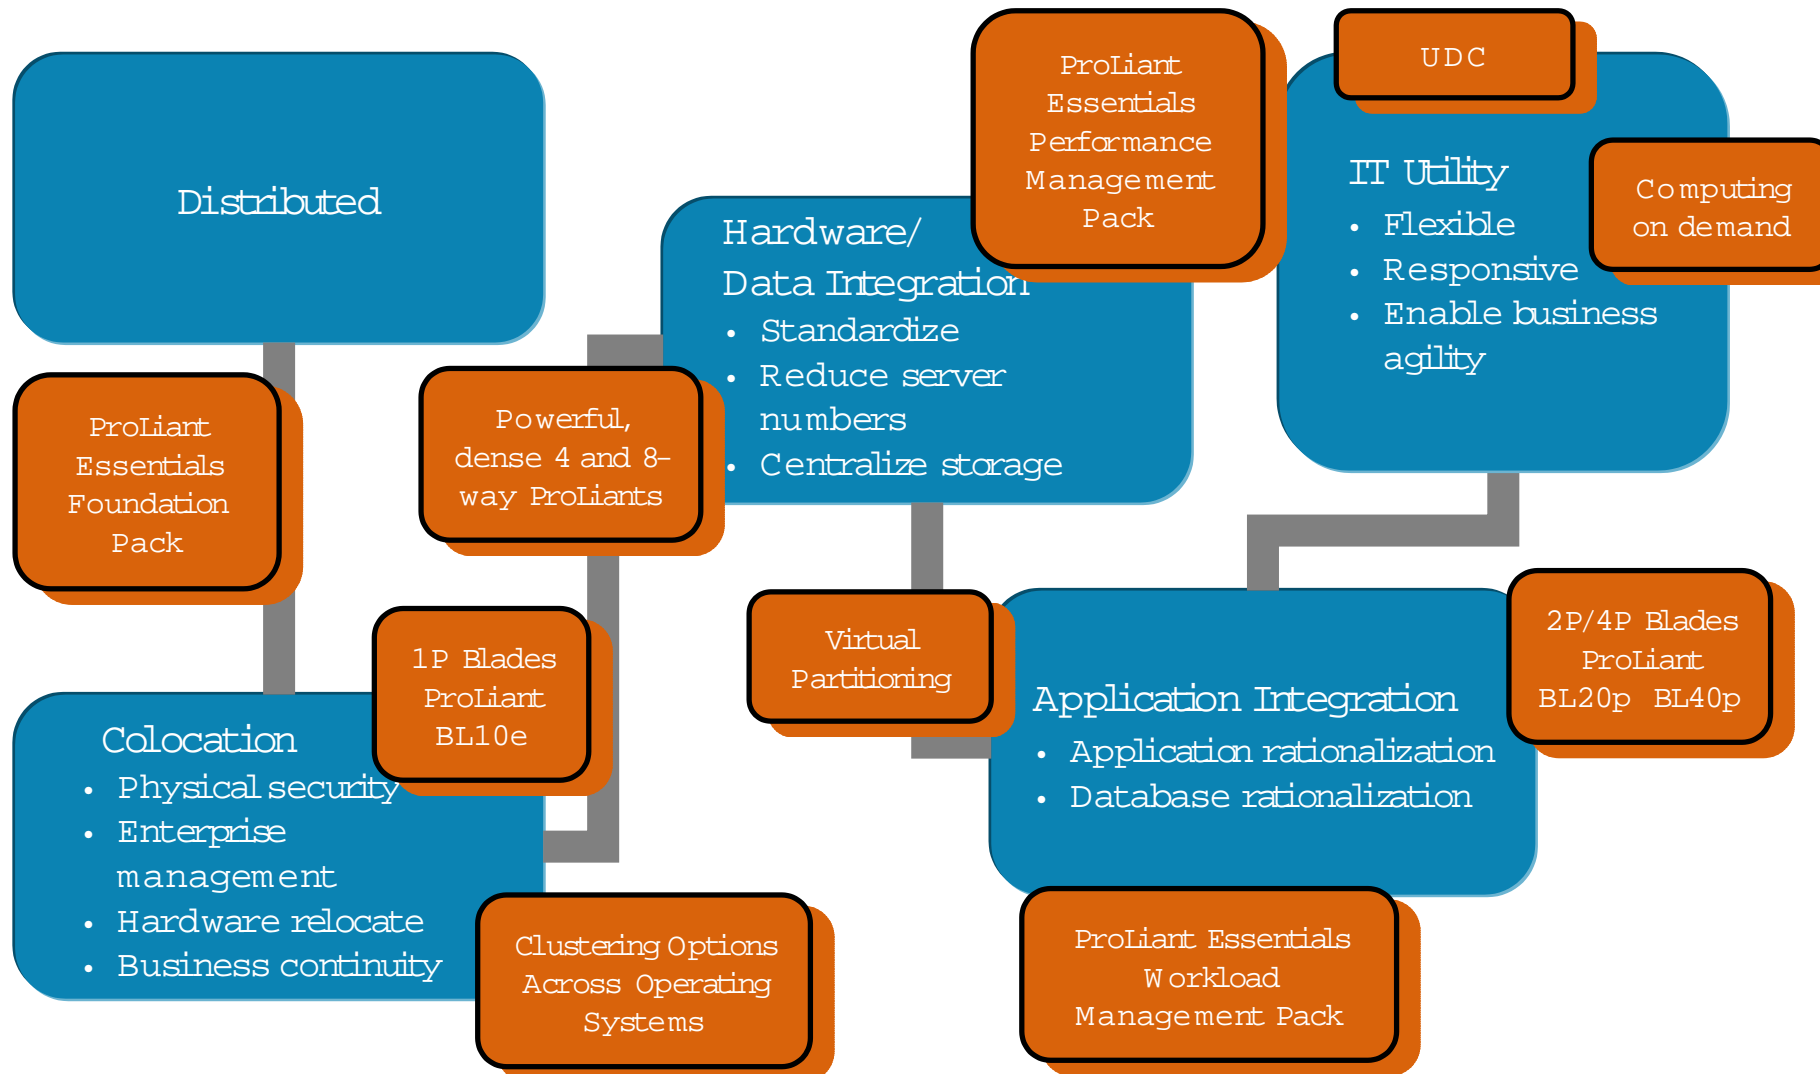 Distributed
ProLiant
Essentials
Foundation
Pack
Colocation
• Physical security
• Enterprise
management
• Hardware relocate
• Business continuity
1P Blades
ProLiant
BL10e
Clustering Options
Across Operating
Systems
Powerful,
dense 4 and 8-
way ProLiants
Hardware/
Data Integration
• Standardize
• Reduce server
numbers
• Centralize storage
ProLiant
Essentials
Performance
Management
Pack
Virtual
Partitioning
Application Integration
• Application rationalization
• Database rationalization
2P/4P Blades
ProLiant
BL20p BL40p
ProLiant Essentials
Workload
Management Pack
UDC
IT Utility
• Flexible
• Responsive
• Enable business
agility
Computing
on demand